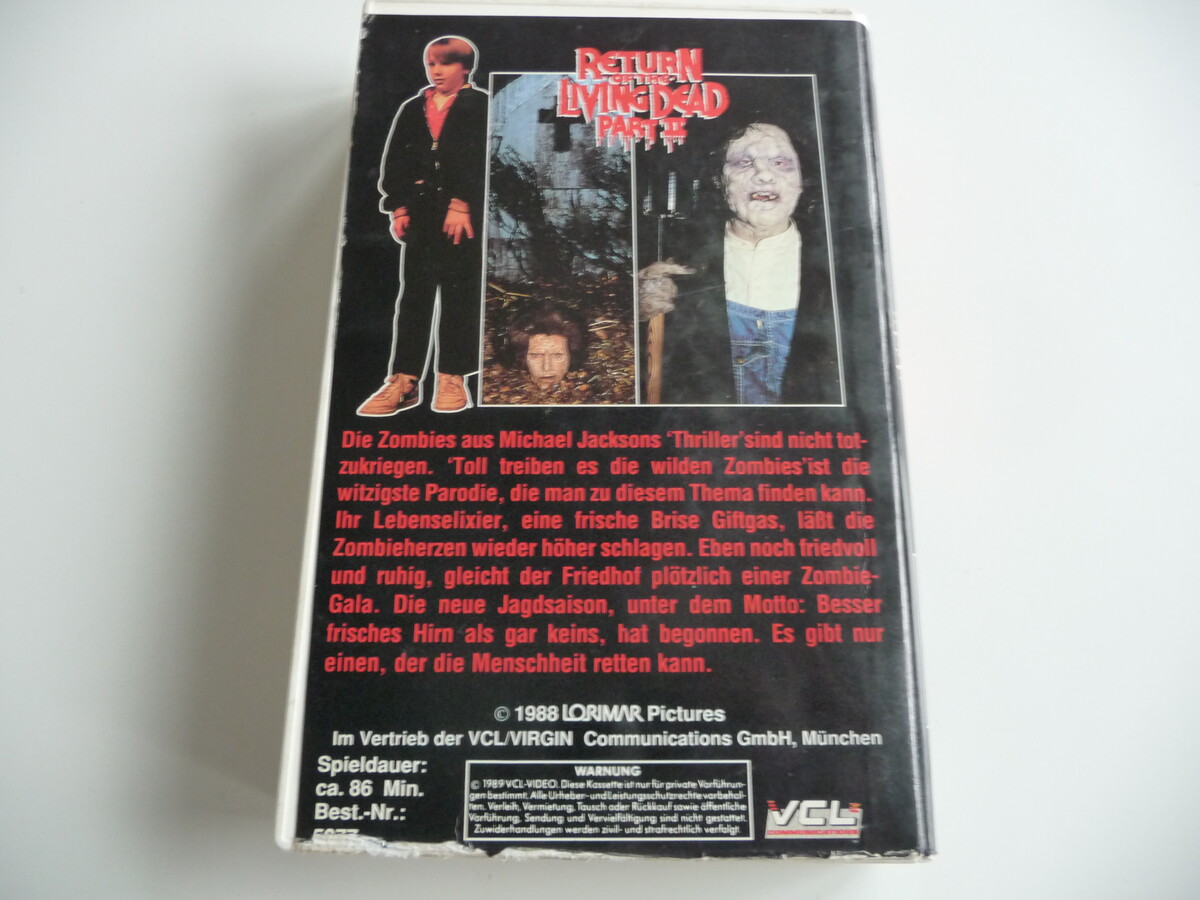 RETURN
OF THE
LIVING DEAD
PART II
Die Zombies aus Michael Jacksons 'Thriller' sind nicht tot-
zukriegen. 'Toll treiben es die wilden Zombies' ist die
witzigste Parodie, die man zu diesem Thema finden kann.
Ihr Lebenselixier, eine frische Brise Giftgas, läßt die
Zombieherzen wieder höher schlagen. Eben noch friedvoll
und ruhig, gleicht der Friedhof plötzlich einer Zombie-
Gala. Die neue Jagdsaison, unter dem Motto: Besser
frisches Hirn als gar keins, hat begonnen. Es gibt nur
einen, der die Menschheit retten kann.
© 1988 LORIMAR Pictures
Im Vertrieb der VCL/VIRGIN Communications GmbH, München
Spieldauer:
ca. 86 Min.
Best.-Nr.:
WARNUNG
© 1989 VCL-VIDEO. Diese Kassette ist nur für private Vorführun-
gen bestimmt. Alle Urheber- und Leistungsschutzrechte vorbehal-
ten. Verleih, Vermietung, Tausch oder Rückkauf sowie öffentliche
Vorführung, Sendung und Vervielfältigung sind nicht gestattet.
Zuwiderhandlungen werden zivil- und strafrechtlich verfolgt.
VCL
COMMUNICATIONS